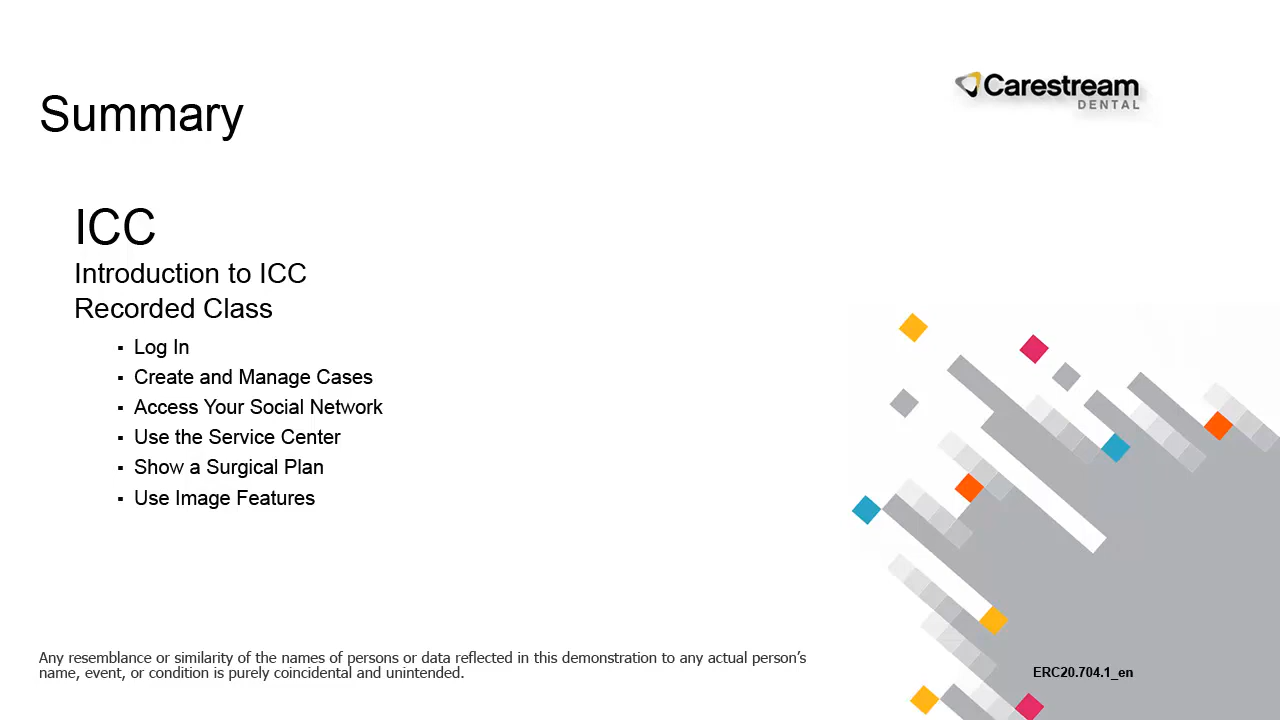 Carestream
DENTAL
Summary
ICC
Introduction to ICC
Recorded Class
▪ Log In
▪ Create and Manage Cases
▪ Access Your Social Network
▪ Use the Service Center
▪ Show a Surgical Plan
▪ Use Image Features
Any resemblance or similarity of the names of persons or data reflected in this demonstration to any actual person’s
name, event, or condition is purely coincidental and unintended.
ERC20.704.1_en